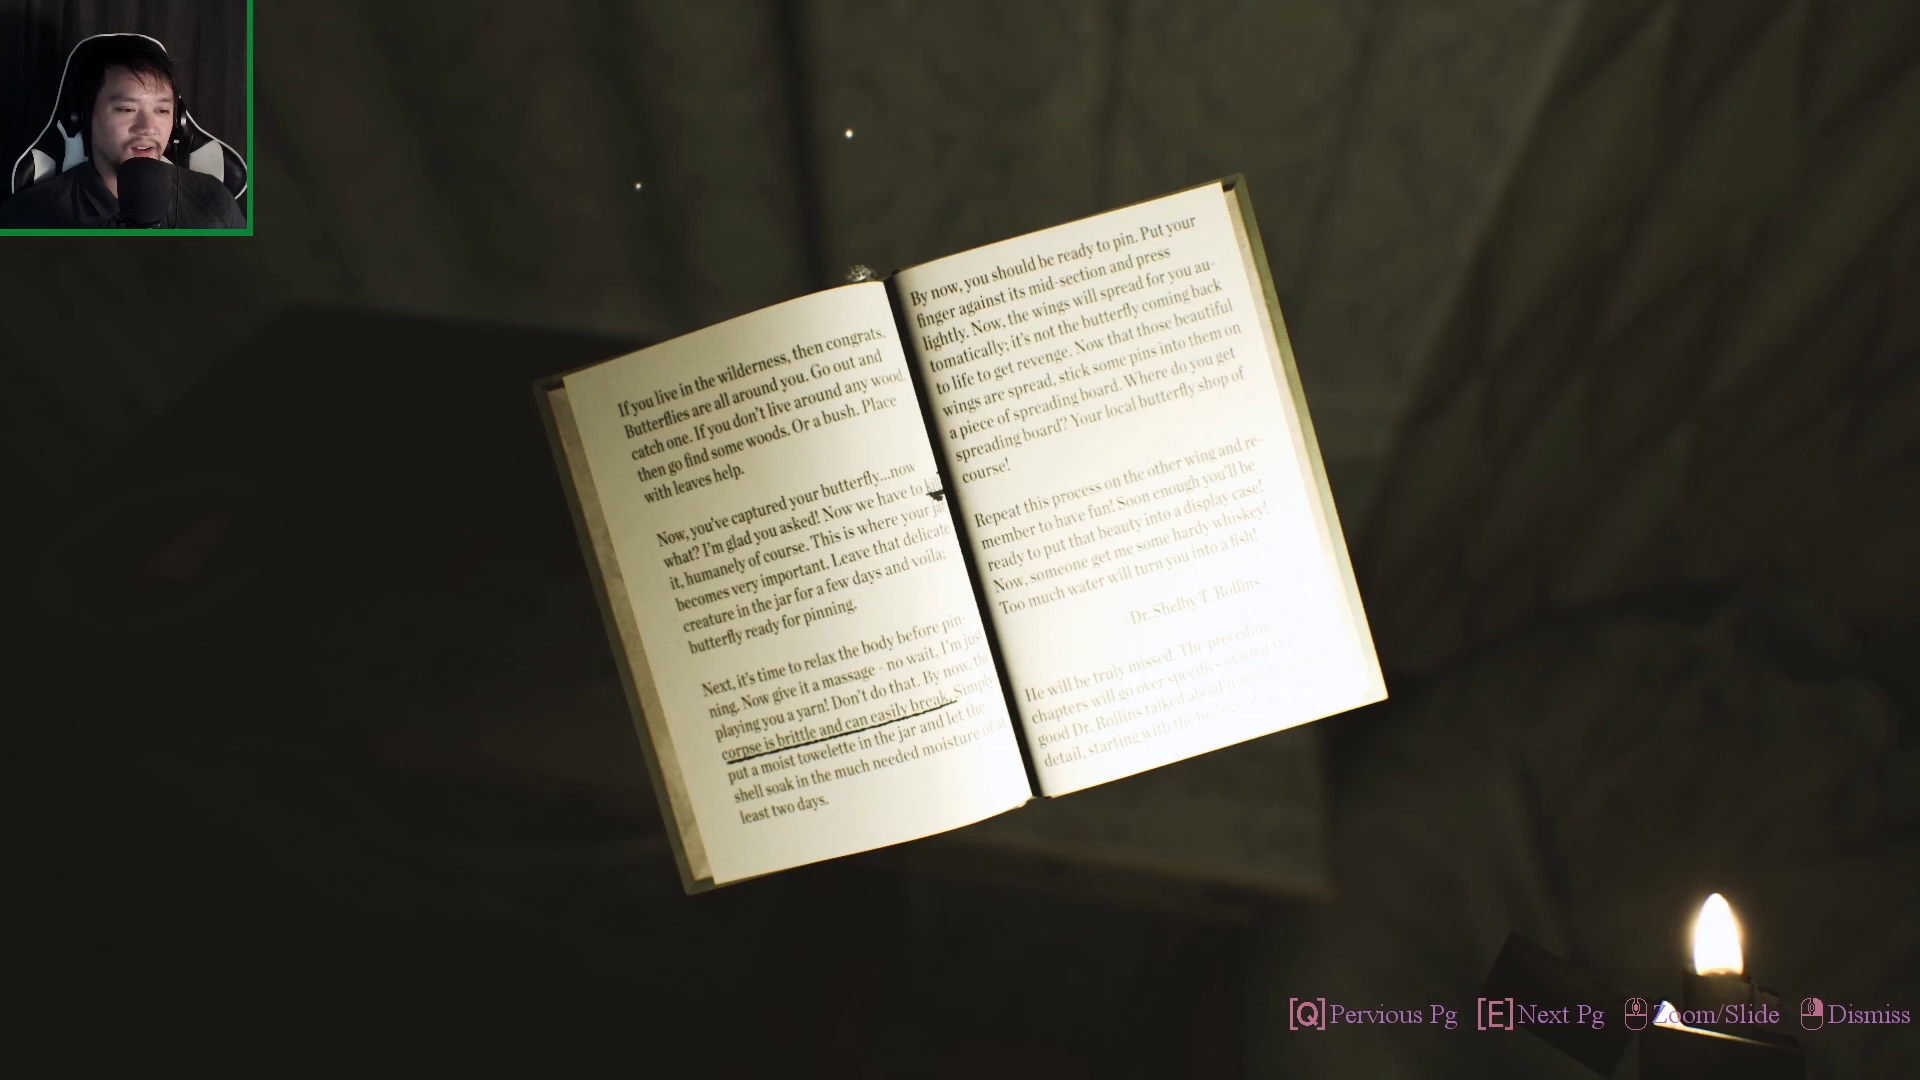 If you live in the wilderness, then congrats.
Butterflies are all around you. Go out and
catch one. If you don't live around any wood,
then go find some woods. Or a bush. Place
with leaves help.
Now, you've captured your butterfly...now
what? I'm glad you asked! Now we have to
it, humanely of course. This is where your jar
becomes very important. Leave that delicate
creature in the jar for a few days and voila;
butterfly ready for pinning.
Next, it's time to relax the body before pin-
ning. Now give it a massage - no wait, I'm just
playing you a yarn! Don't do that. By now, the
corpse is brittle and can easily break. Simply
put a moist towelette in the jar and let the
shell soak in the much needed moisture of at
least two days.
By now, you should be ready to pin. Put your
finger against its mid-section and press
lightly. Now, the wings will spread for you au-
tomatically; it's not the butterfly coming back
to life to get revenge. Now that those beautiful
wings are spread, stick some pins into them on
a piece of spreading board. Where do you get
spreading board? Your local butterfly shop of
course!
Repeat this process on the other wing and re-
member to have fun! Soon enough you'll be
ready to put that beauty into a display case!
Now, someone get me some hardy whiskey!
Too much water will turn you into a fish!
- Dr. Shelby T. Rollins
He will be truly missed. The preceding
chapters will go over specifics of what the
good Dr. Rollins talked about
detail, starting with the
[Q] Pervious Pg [E] Next Pg Zoom/Slide Dismiss